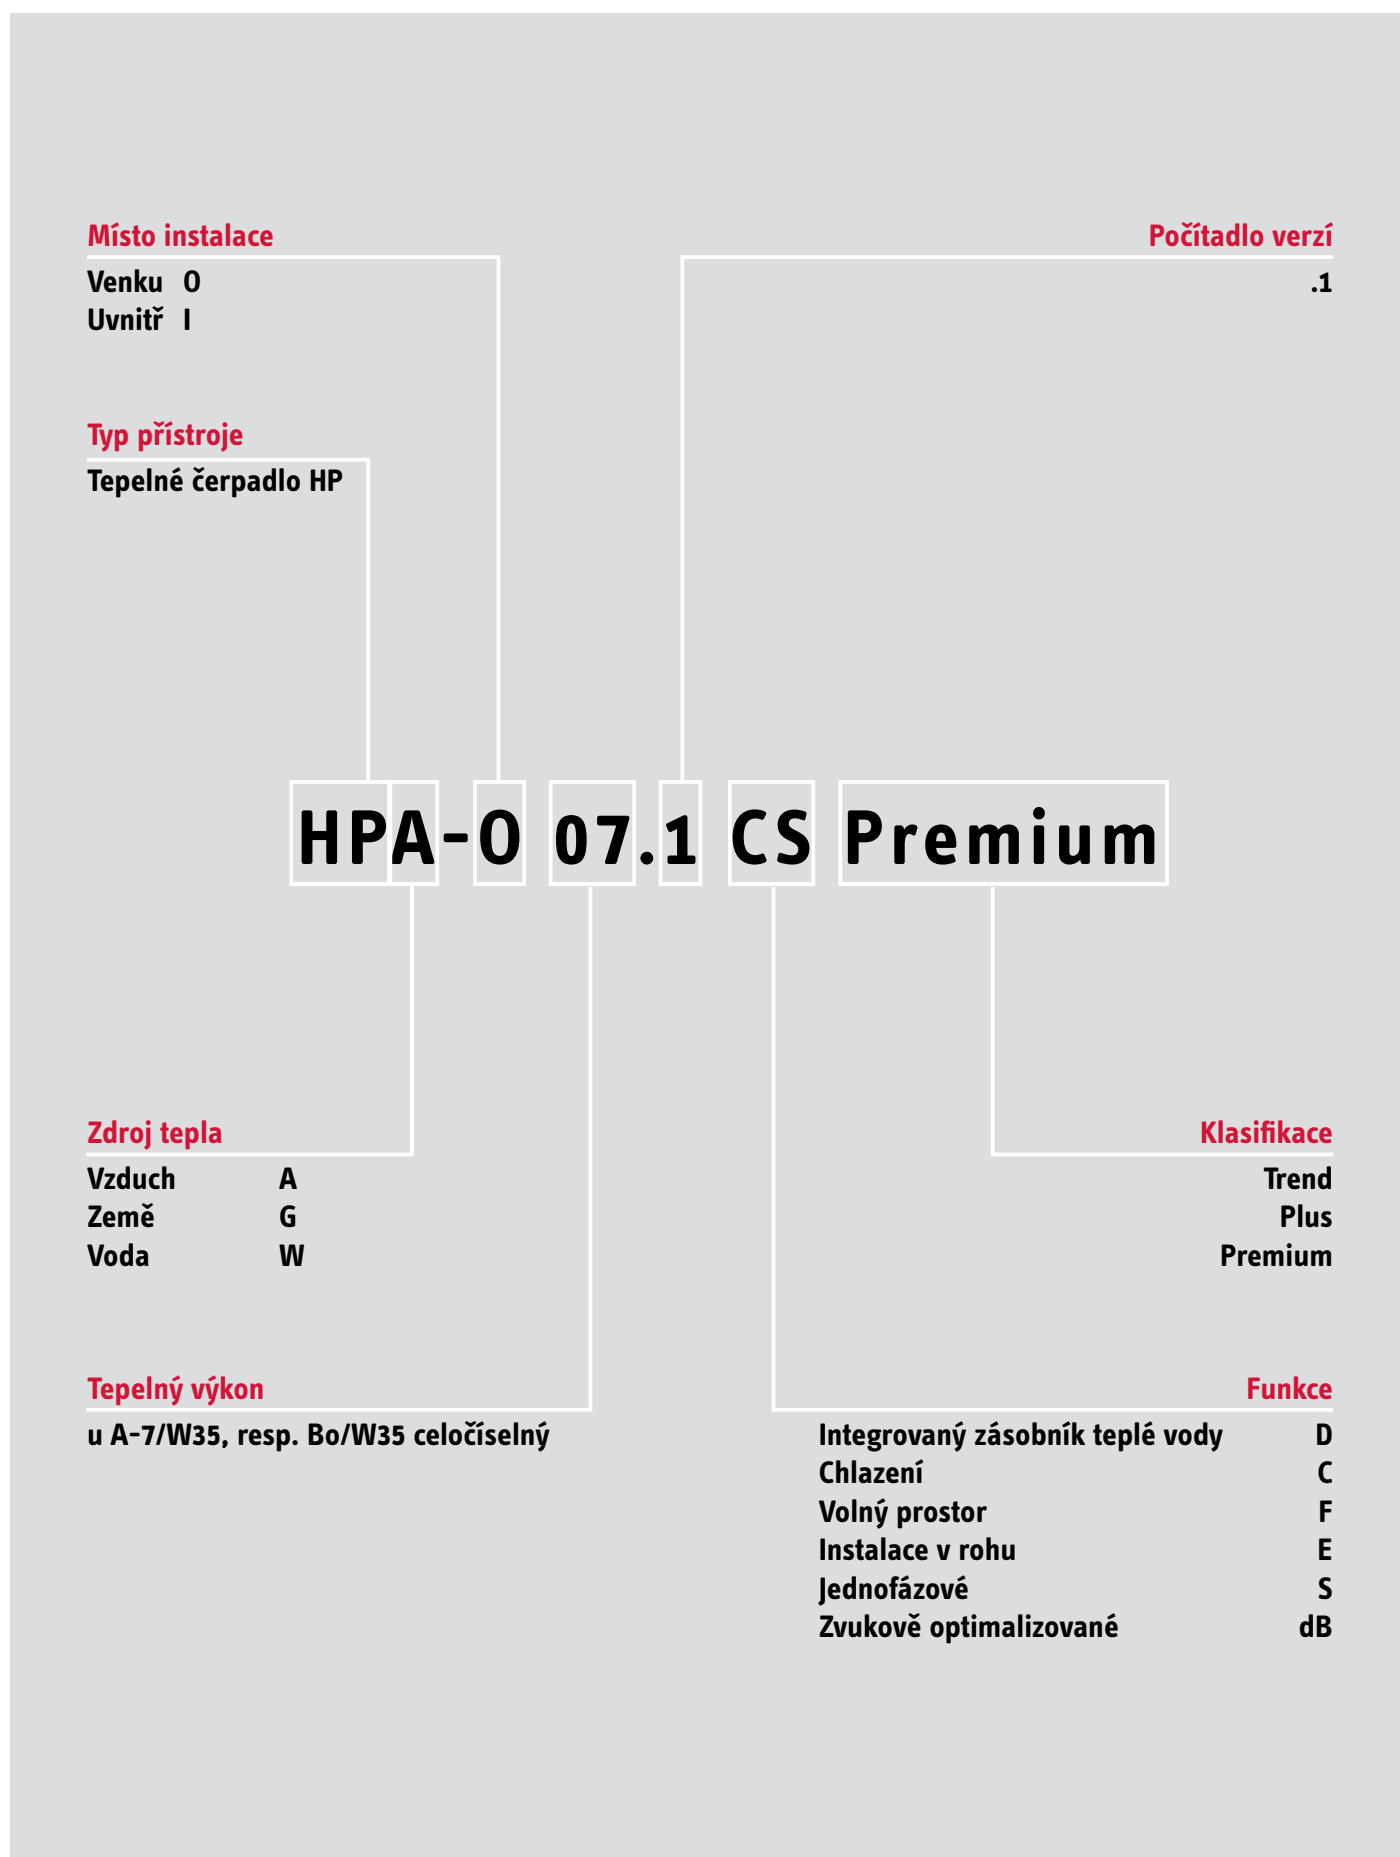 Místo instalace
Venku O
Uvnitř I
Počítadlo verzí
.1
Typ přístroje
Tepelné čerpadlo HP
HPA-O 07.1 CS Premium
Zdroj tepla
Vzduch A
Země G
Voda W
Klasifikace
Trend
Plus
Premium
Tepelný výkon
u A-7/W35, resp. B0/W35 celočíselný
Funkce
Integrovaný zásobník teplé vody D
Chlazení C
Volný prostor F
Instalace v rohu E
Jednofázové S
Zvukově optimalizované dB